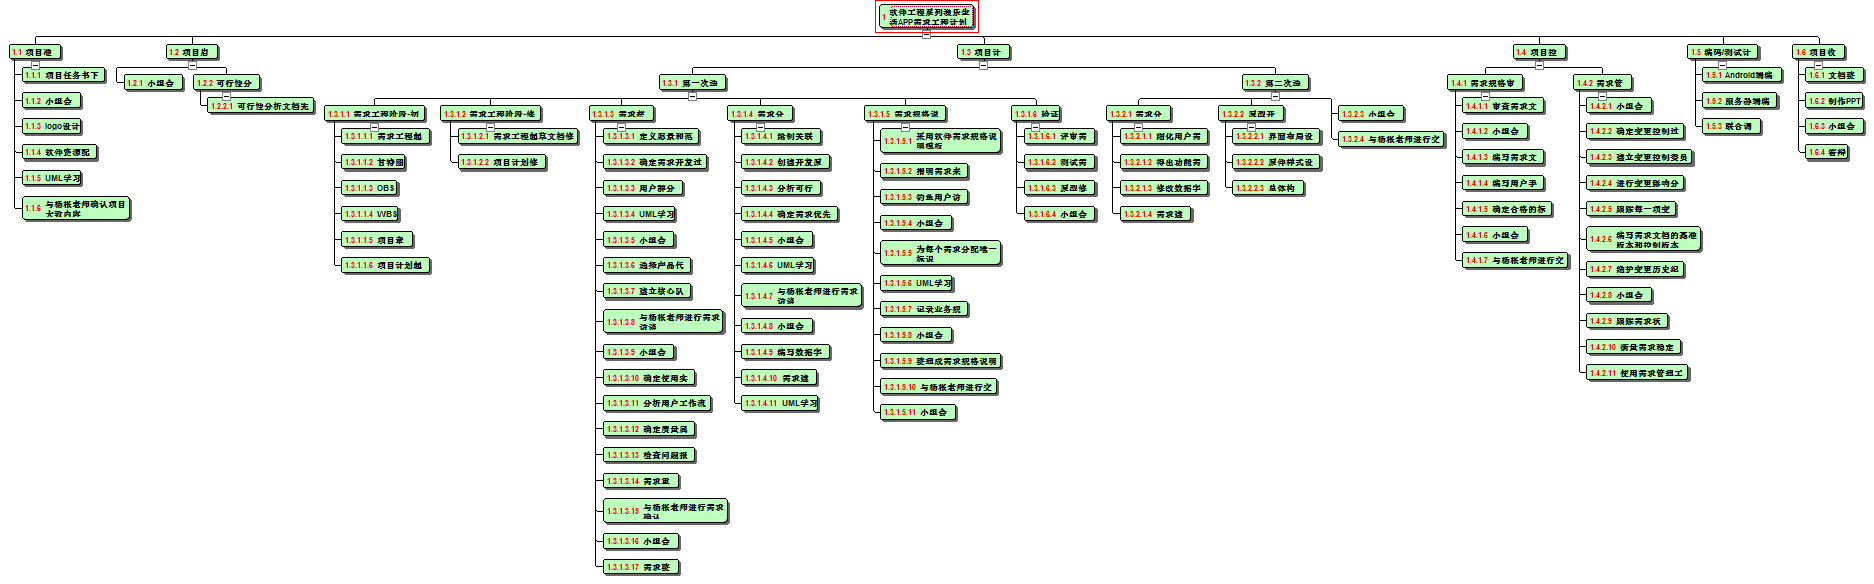 1 软件工程系列课乐学
APP需求工程计划
1.1 项目准
1.1.1 项目任务书下
1.1.2 小组会
1.1.3 logo设计
1.1.4 软件资源配
1.1.5 UML学习
1.1.6 与杨枨老师确认项目
大致内容
1.2 项目启
1.2.1 小组会
1.2.2 可行性分
1.2.2.1 可行性分析文档先
1.3 项目计
1.3.1 第一次迭
1.3.1.1 需求工程阶段-初
1.3.1.1.1 需求工程起
1.3.1.1.2 甘特图
1.3.1.1.3 OBS
1.3.1.1.4 WBS
1.3.1.1.5 项目章
1.3.1.1.6 项目计划起
1.3.1.2 需求工程阶段-修
1.3.1.2.1 需求工程起草文档修
1.3.1.2.2 项目计划修
1.3.1.3 需求获
1.3.1.3.1 定义愿景和范
1.3.1.3.2 确定需求开发过
1.3.1.3.3 用户群分
1.3.1.3.4 UML学习
1.3.1.3.5 小组会
1.3.1.3.6 选择产品代
1.3.1.3.7 建立核心队
1.3.1.3.8 与杨枨老师进行需求
访谈
1.3.1.3.9 小组会
1.3.1.3.10 确定使用实
1.3.1.3.11 分析用户工作流
1.3.1.3.12 确定质量属
1.3.1.3.13 检查问题报
1.3.1.3.14 需求重
1.3.1.3.15 与杨枨老师进行需求
确认
1.3.1.3.16 小组会
1.3.1.3.17 需求整
1.3.1.4 需求分
1.3.1.4.1 绘制关联
1.3.1.4.2 创建开发原
1.3.1.4.3 分析可行
1.3.1.4.4 确定需求优先
1.3.1.4.5 小组会
1.3.1.4.6 UML学习
1.3.1.4.7 与杨枨老师进行需求
访谈
1.3.1.4.8 小组会
1.3.1.4.9 编写数据字
1.3.1.4.10 需求建
1.3.1.4.11 UML学习
1.3.1.5 需求规格说
1.3.1.5.1 采用软件需求规格说
明模板
1.3.1.5.2 指明需求来
1.3.1.5.3 钓鱼用户访
1.3.1.5.4 小组会
1.3.1.5.5 为每个需求分配唯一
标识
1.3.1.5.6 UML学习
1.3.1.5.7 记录业务规
1.3.1.5.8 小组会
1.3.1.5.9 整组成需求规格说明
1.3.1.5.10 与杨枨老师进行交
1.3.1.5.11 小组会
1.3.1.6 验证
1.3.1.6.1 评审需
1.3.1.6.2 测试需
1.3.1.6.3 原型修
1.3.1.6.4 小组会
1.3.2 第二次迭
1.3.2.1 需求分
1.3.2.1.1 细化用户需
1.3.2.1.2 得出功能需
1.3.2.1.3 修改数据字
1.3.2.1.4 需求建
1.3.2.2 原型开
1.3.2.2.1 界面布局设
1.3.2.2.2 原件样式设
1.3.2.2.3 总体构
1.3.2.3 小组会
1.3.2.4 与杨枨老师进行交
1.4 项目控
1.4.1 需求规格审
1.4.1.1 审查需求文
1.4.1.2 小组会
1.4.1.3 编写需求文
1.4.1.4 编写用户手
1.4.1.5 确定合格的标
1.4.1.6 小组会
1.4.1.7 与杨枨老师进行交
1.4.2 需求管
1.4.2.1 小组会
1.4.2.2 确定变更控制过
1.4.2.3 建立变更控制委员
1.4.2.4 进行变更影响分
1.4.2.5 跟踪每一项变
1.4.2.6 编写需求文档的基准
版本和控制版本
1.4.2.7 维护变更历史纪
1.4.2.8 小组会
1.4.2.9 跟踪需求状
1.4.2.10 衡量需求稳定
1.4.2.11 使用需求管理工
1.5 编码/测试计
1.5.1 Android端编
1.5.2 服务器端编
1.5.3 联合调
1.6 项目收
1.6.1 文档整
1.6.2 制作PPT
1.6.3 小组会
1.6.4 答辩